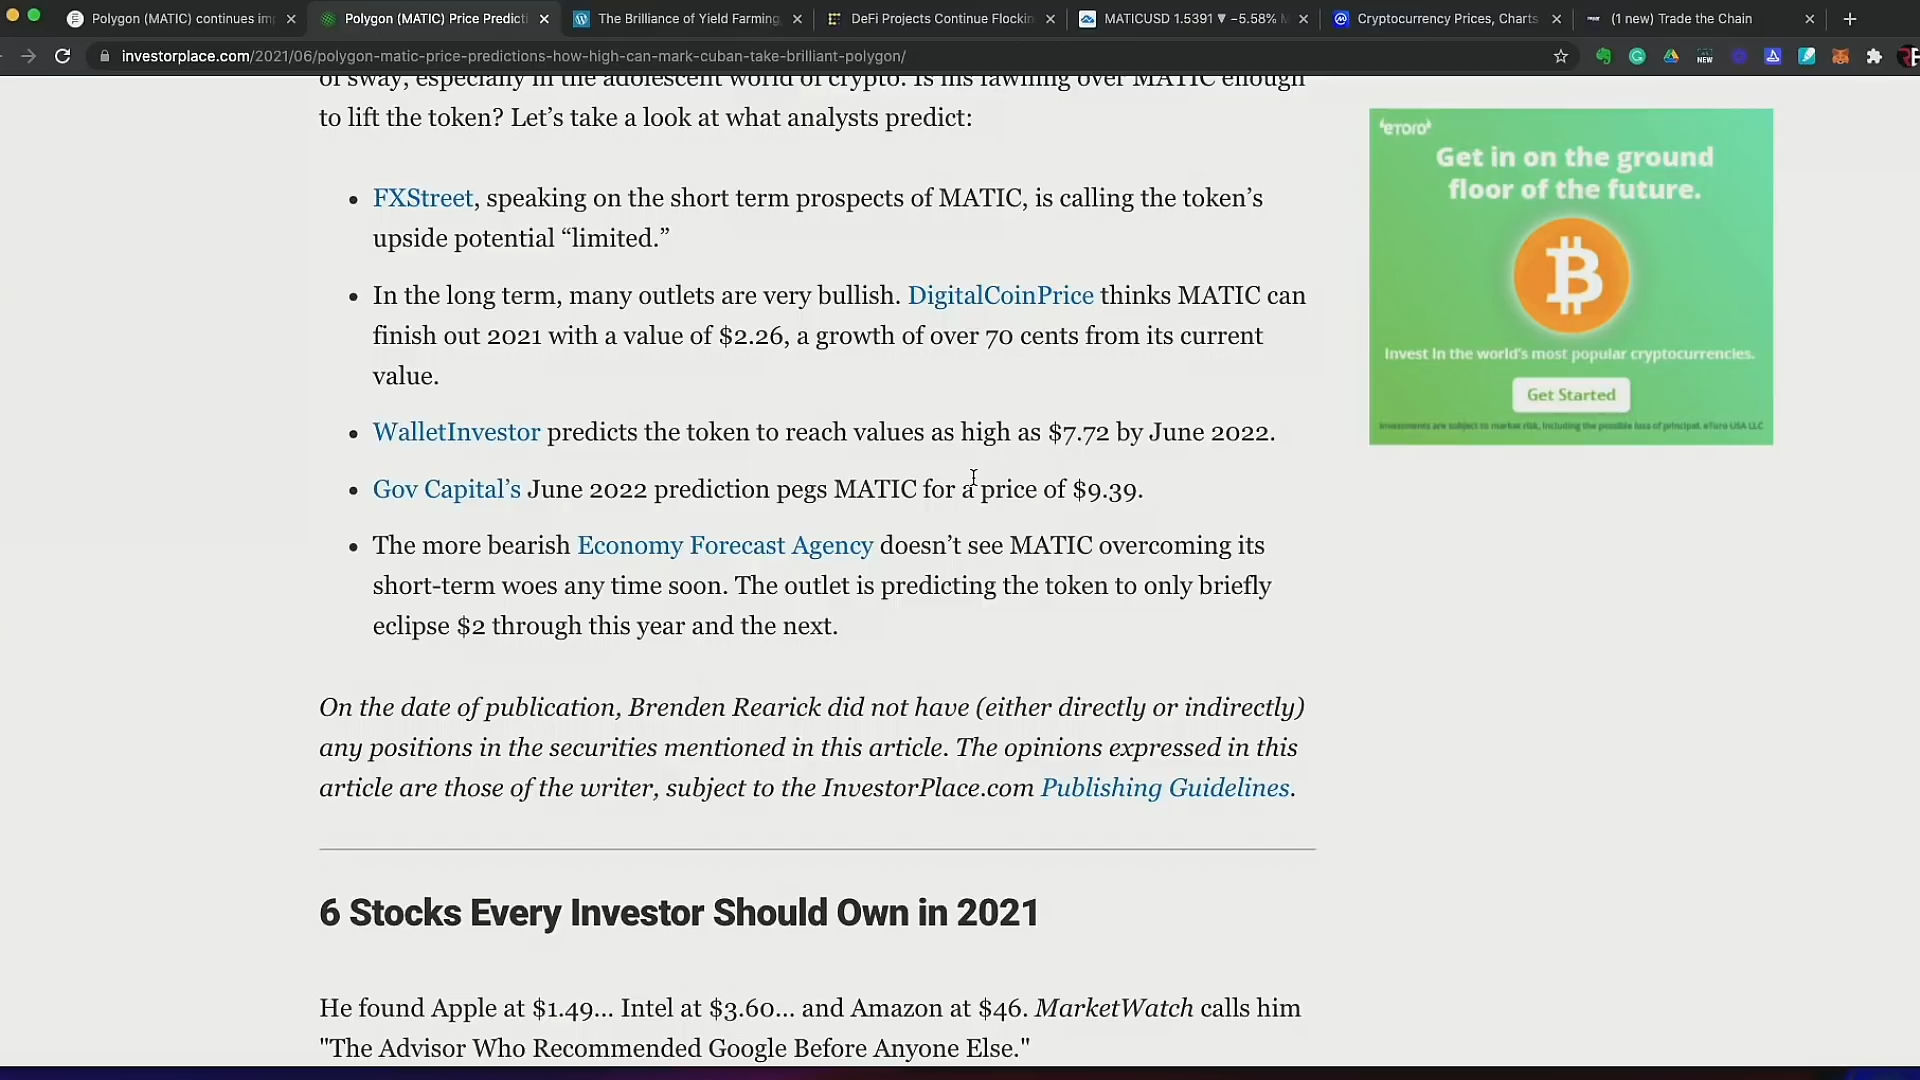 Polygon (MATIC) continues im
Polygon (MATIC) Price Predicti
The Brilliance of Yield Farming
DeFi Projects Continue Flockin
MATICUSD 1.5391 ▼ −5.58% M
Cryptocurrency Prices, Charts
(1 new) Trade the Chain
investorplace.com/2021/06/polygon-matic-price-predictions-how-high-can-mark-cuban-take-brilliant-polygon/
NEW
of sway, especially in the adolescent world of crypto. Is his fawning over MATIC enough
to lift the token? Let’s take a look at what analysts predict:
• FXStreet, speaking on the short term prospects of MATIC, is calling the token’s
upside potential “limited.”
• In the long term, many outlets are very bullish. DigitalCoinPrice thinks MATIC can
finish out 2021 with a value of $2.26, a growth of over 70 cents from its current
value.
• WalletInvestor predicts the token to reach values as high as $7.72 by June 2022.
• Gov Capital’s June 2022 prediction pegs MATIC for a price of $9.39.
• The more bearish Economy Forecast Agency doesn’t see MATIC overcoming its
short-term woes any time soon. The outlet is predicting the token to only briefly
eclipse $2 through this year and the next.
On the date of publication, Brenden Rearick did not have (either directly or indirectly)
any positions in the securities mentioned in this article. The opinions expressed in this
article are those of the writer, subject to the InvestorPlace.com Publishing Guidelines.
6 Stocks Every Investor Should Own in 2021
He found Apple at $1.49... Intel at $3.60... and Amazon at $46. MarketWatch calls him
"The Advisor Who Recommended Google Before Anyone Else."
eToro
Get in on the ground
floor of the future.
Invest in the world's most popular cryptocurrencies.
Get Started
Investments are subject to market risk, including the possible loss of principal. eToro USA LLC